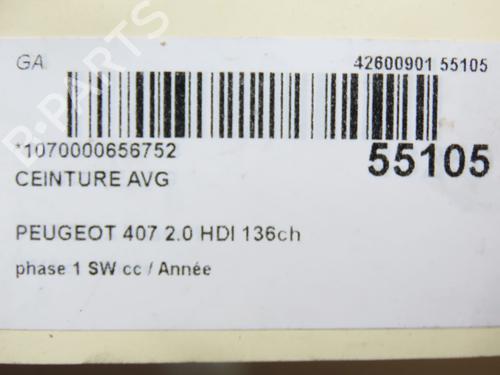 GA 42600901 55105
*1070000656752 55105
CEINTURE AVG
PEUGEOT 407 2.0 HDI 136ch
phase 1 SW cc / Année
B-PARTS